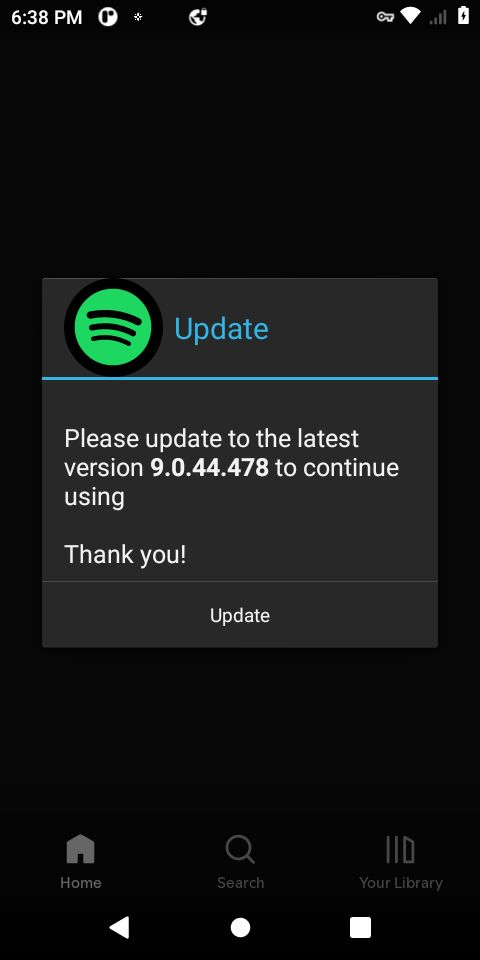 6:38 PM
Update
Please update to the latest
version 9.0.44.478 to continue
using
Thank you!
Update
Home
Search
Your Library